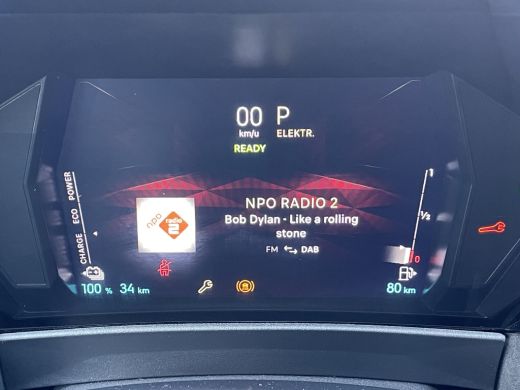 00 P
km/u ELEKTR.
READY
POWER
ECO
CHARGE
npo
radio
2
NPO RADIO 2
Bob Dylan - Like a rolling
stone
FM DAB
1
½
0
100 % 34 km
80 km